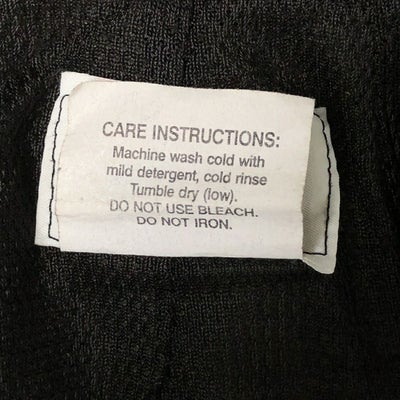 CARE INSTRUCTIONS:
Machine wash cold with
mild detergent, cold rinse
Tumble dry (low).
DO NOT USE BLEACH.
DO NOT IRON.